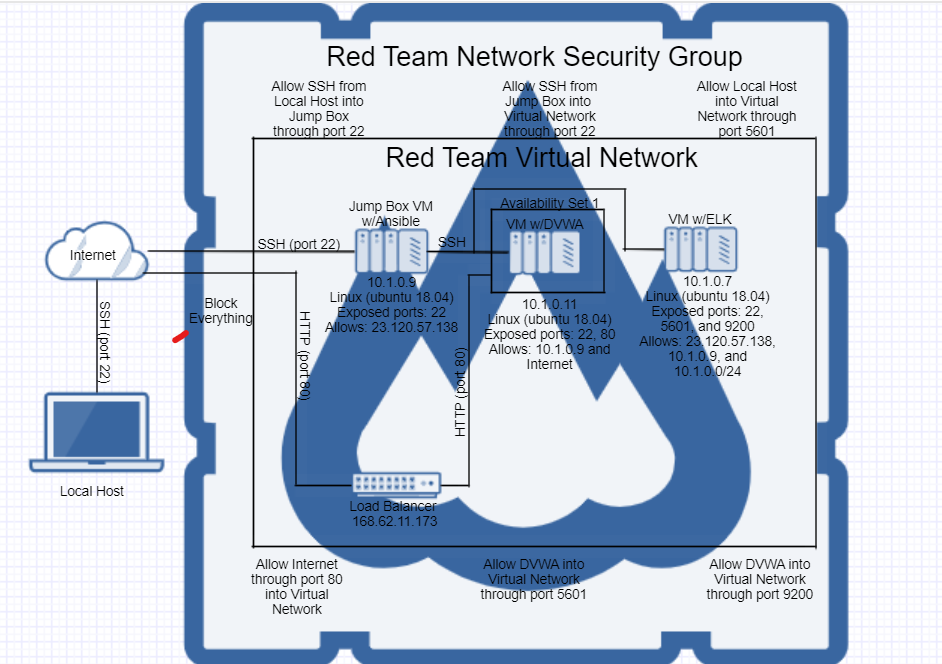 Red Team Network Security Group
Allow SSH from
Local Host into
Jump Box
through port 22
Allow SSH from
Jump Box into
Virtual Network
through port 22
Allow Local Host
into Virtual
Network through
port 5601
Red Team Virtual Network
Internet
SSH (port 22)
Local Host
Block
Everything
SSH (port 22)
HTTP (port 80)
Jump Box VM
w/Ansible
10.1.0.9
Linux (ubuntu 18.04)
Exposed ports: 22
Allows: 23.120.57.138
SSH
HTTP (port 80)
Availability Set 1
VM w/DVWA
10.1.0.11
Linux (ubuntu 18.04)
Exposed ports: 22, 80
Allows: 10.1.0.9 and
Internet
VM w/ELK
10.1.0.7
Linux (ubuntu 18.04)
Exposed ports: 22,
5601, and 9200
Allows: 23.120.57.138,
10.1.0.9, and
10.1.0.0/24
Load Balancer
168.62.11.173
Allow Internet
through port 80
into Virtual
Network
Allow DVWA into
Virtual Network
through port 5601
Allow DVWA into
Virtual Network
through port 9200